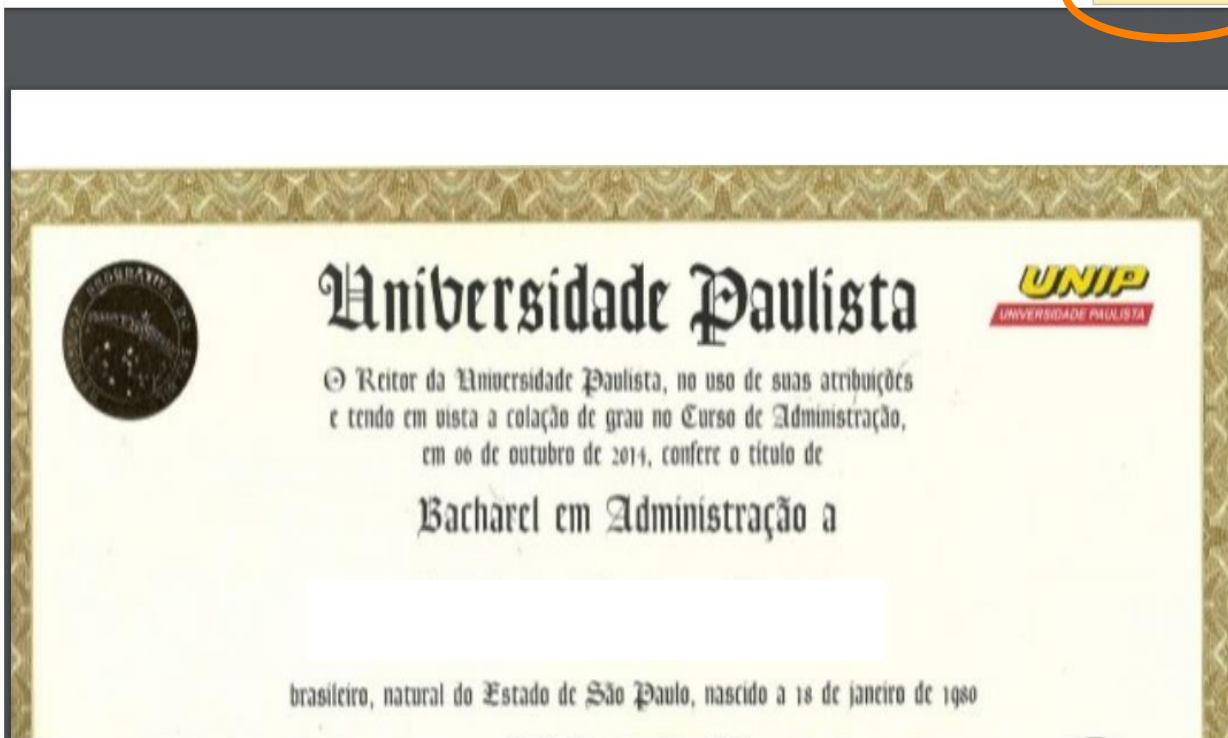 Universidade Paulista
UNIP
UNIVERSIDADE PAULISTA
O Reitor da Universidade Paulista, no uso de suas atribuições
e tendo em vista a colação de grau no Curso de Administração,
em 06 de outubro de 2014, confere o título de
Bacharel em Administração a
brasileiro, natural do Estado de São Paulo, nascido a 18 de janeiro de 1980